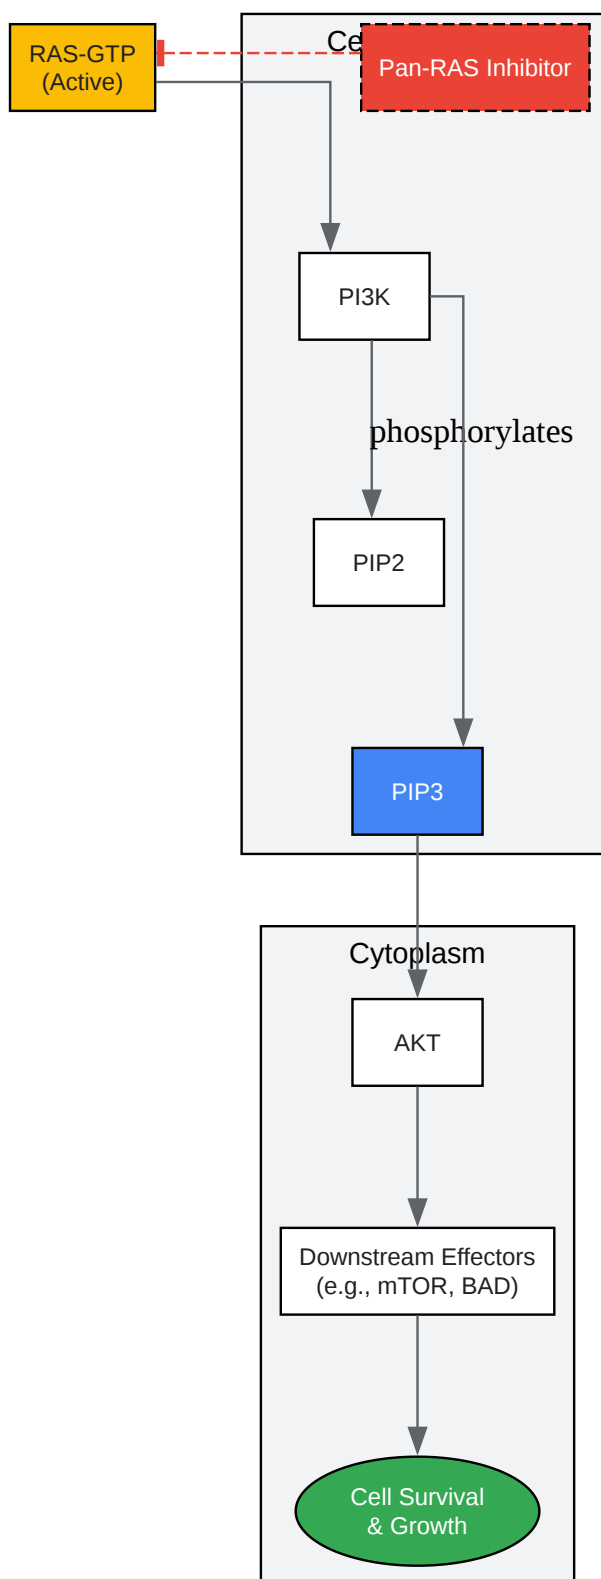 RAS-GTP
(Active)
Pan-RAS Inhibitor
PI3K
phosphorylates
PIP2
PIP3
Cytoplasm
AKT
Downstream Effectors
(e.g., mTOR, BAD)
Cell Survival
& Growth